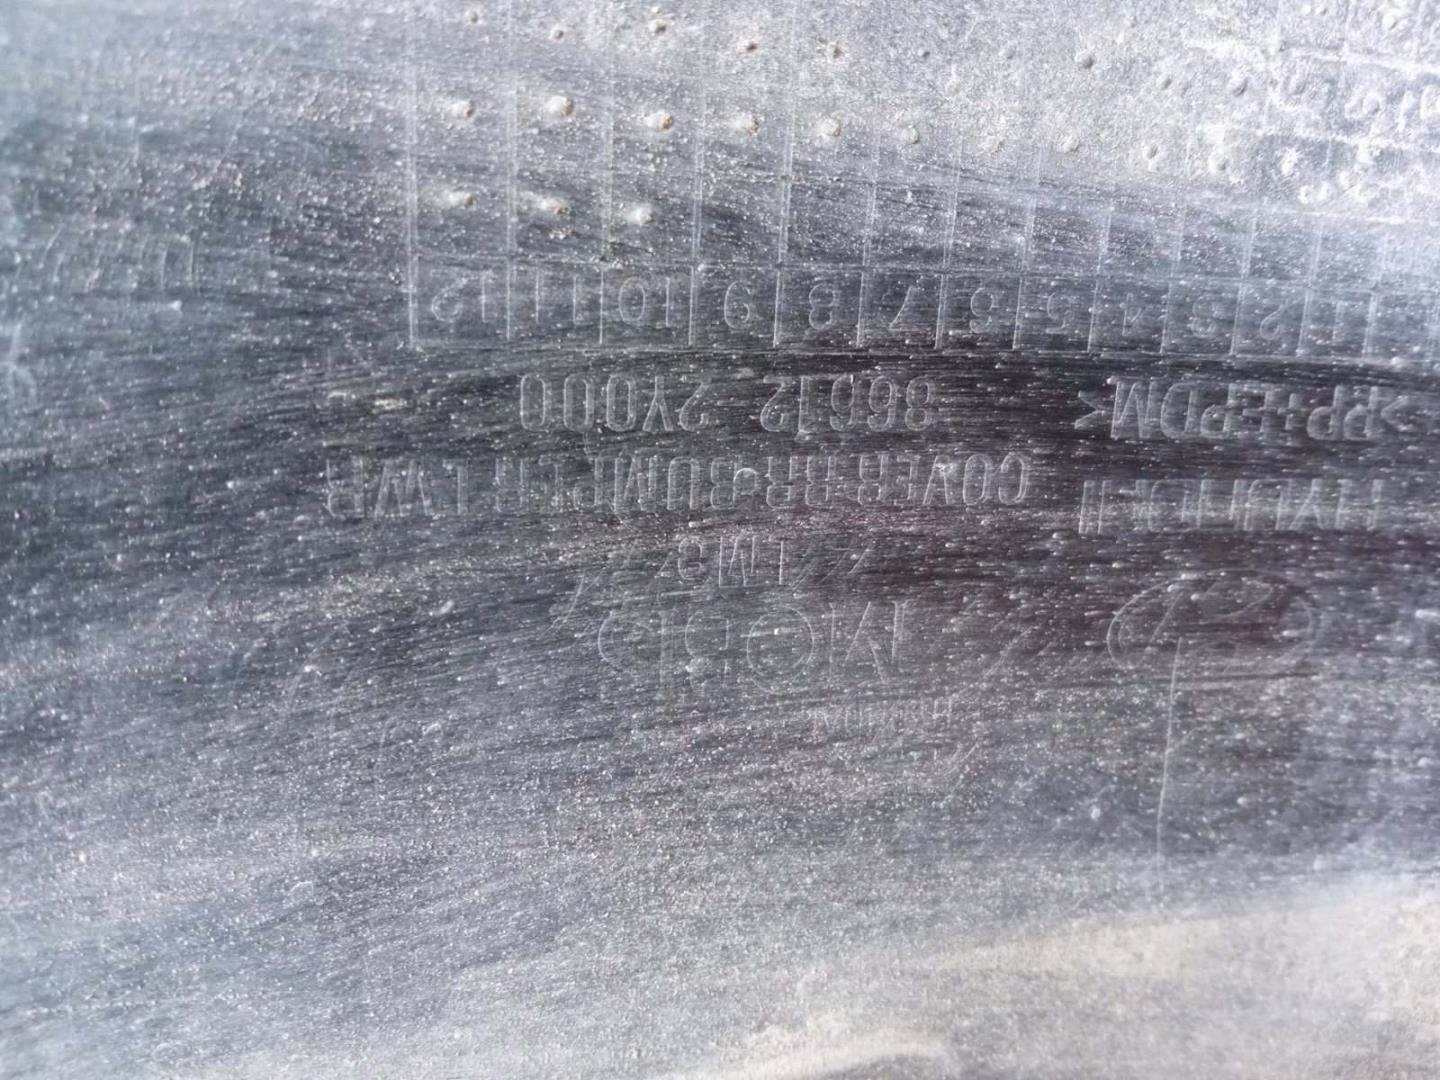 MOBIS
COVER-RR BUMPER LWR
>PP+EPDM< 86612 2Y000
1 2 3 4 5 6 7 8 9 10 11 12